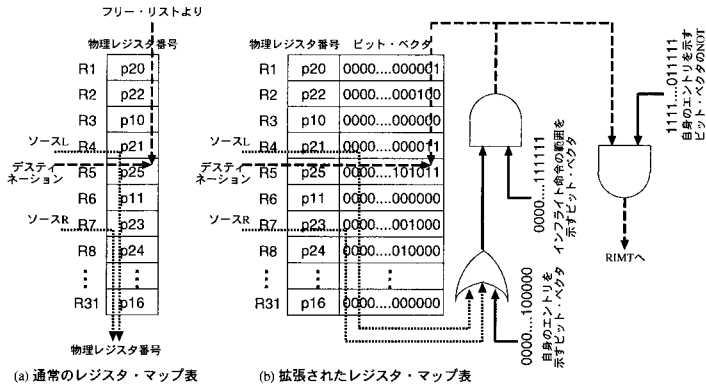 フリー・リストより
物理レジスタ番号
R1 p20
R2 p22
R3 p10
ソースL
R4 p21
デスティ
ネーション
R5 p25
R6 p11
ソースR
R7 p23
R8 p24
⋮ ⋮
R31 p16
物理レジスタ番号
(a) 通常のレジスタ・マップ表
物理レジスタ番号 ビット・ベクタ
R1 p20 0000....000001
R2 p22 0000....000100
R3 p10 0000....000000
ソースL
R4 p21 0000....000011
デスティ
ネーション
R5 p25 0000....101011
R6 p11 0000....000000
ソースR
R7 p23 0000....001000
R8 p24 0000....010000
⋮ ⋮ ⋮
R31 p16 0000....000000
(b) 拡張されたレジスタ・マップ表
0000....100000
自身のエントリを
示すビット・ベクタ
0000....111111
インフライト命令の範囲を
示すビット・ベクタ
1111....011111
自身のエントリを示す
ビット・ベクタのNOT
RIMTへ